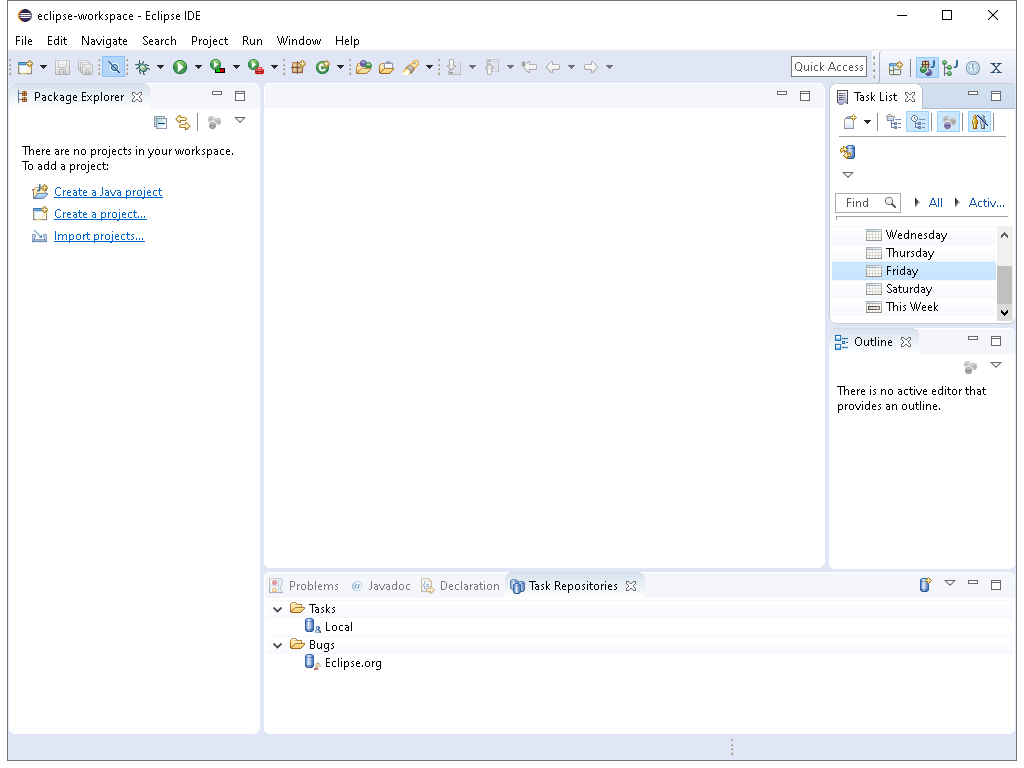 eclipse-workspace - Eclipse IDE
File Edit Navigate Search Project Run Window Help
Quick Access
Package Explorer
There are no projects in your workspace.
To add a project:
Create a Java project
Create a project...
Import projects...
Task List
Find All Activ...
Wednesday
Thursday
Friday
Saturday
This Week
Outline
There is no active editor that
provides an outline.
Problems @ Javadoc Declaration Task Repositories
Tasks
Local
Bugs
Eclipse.org